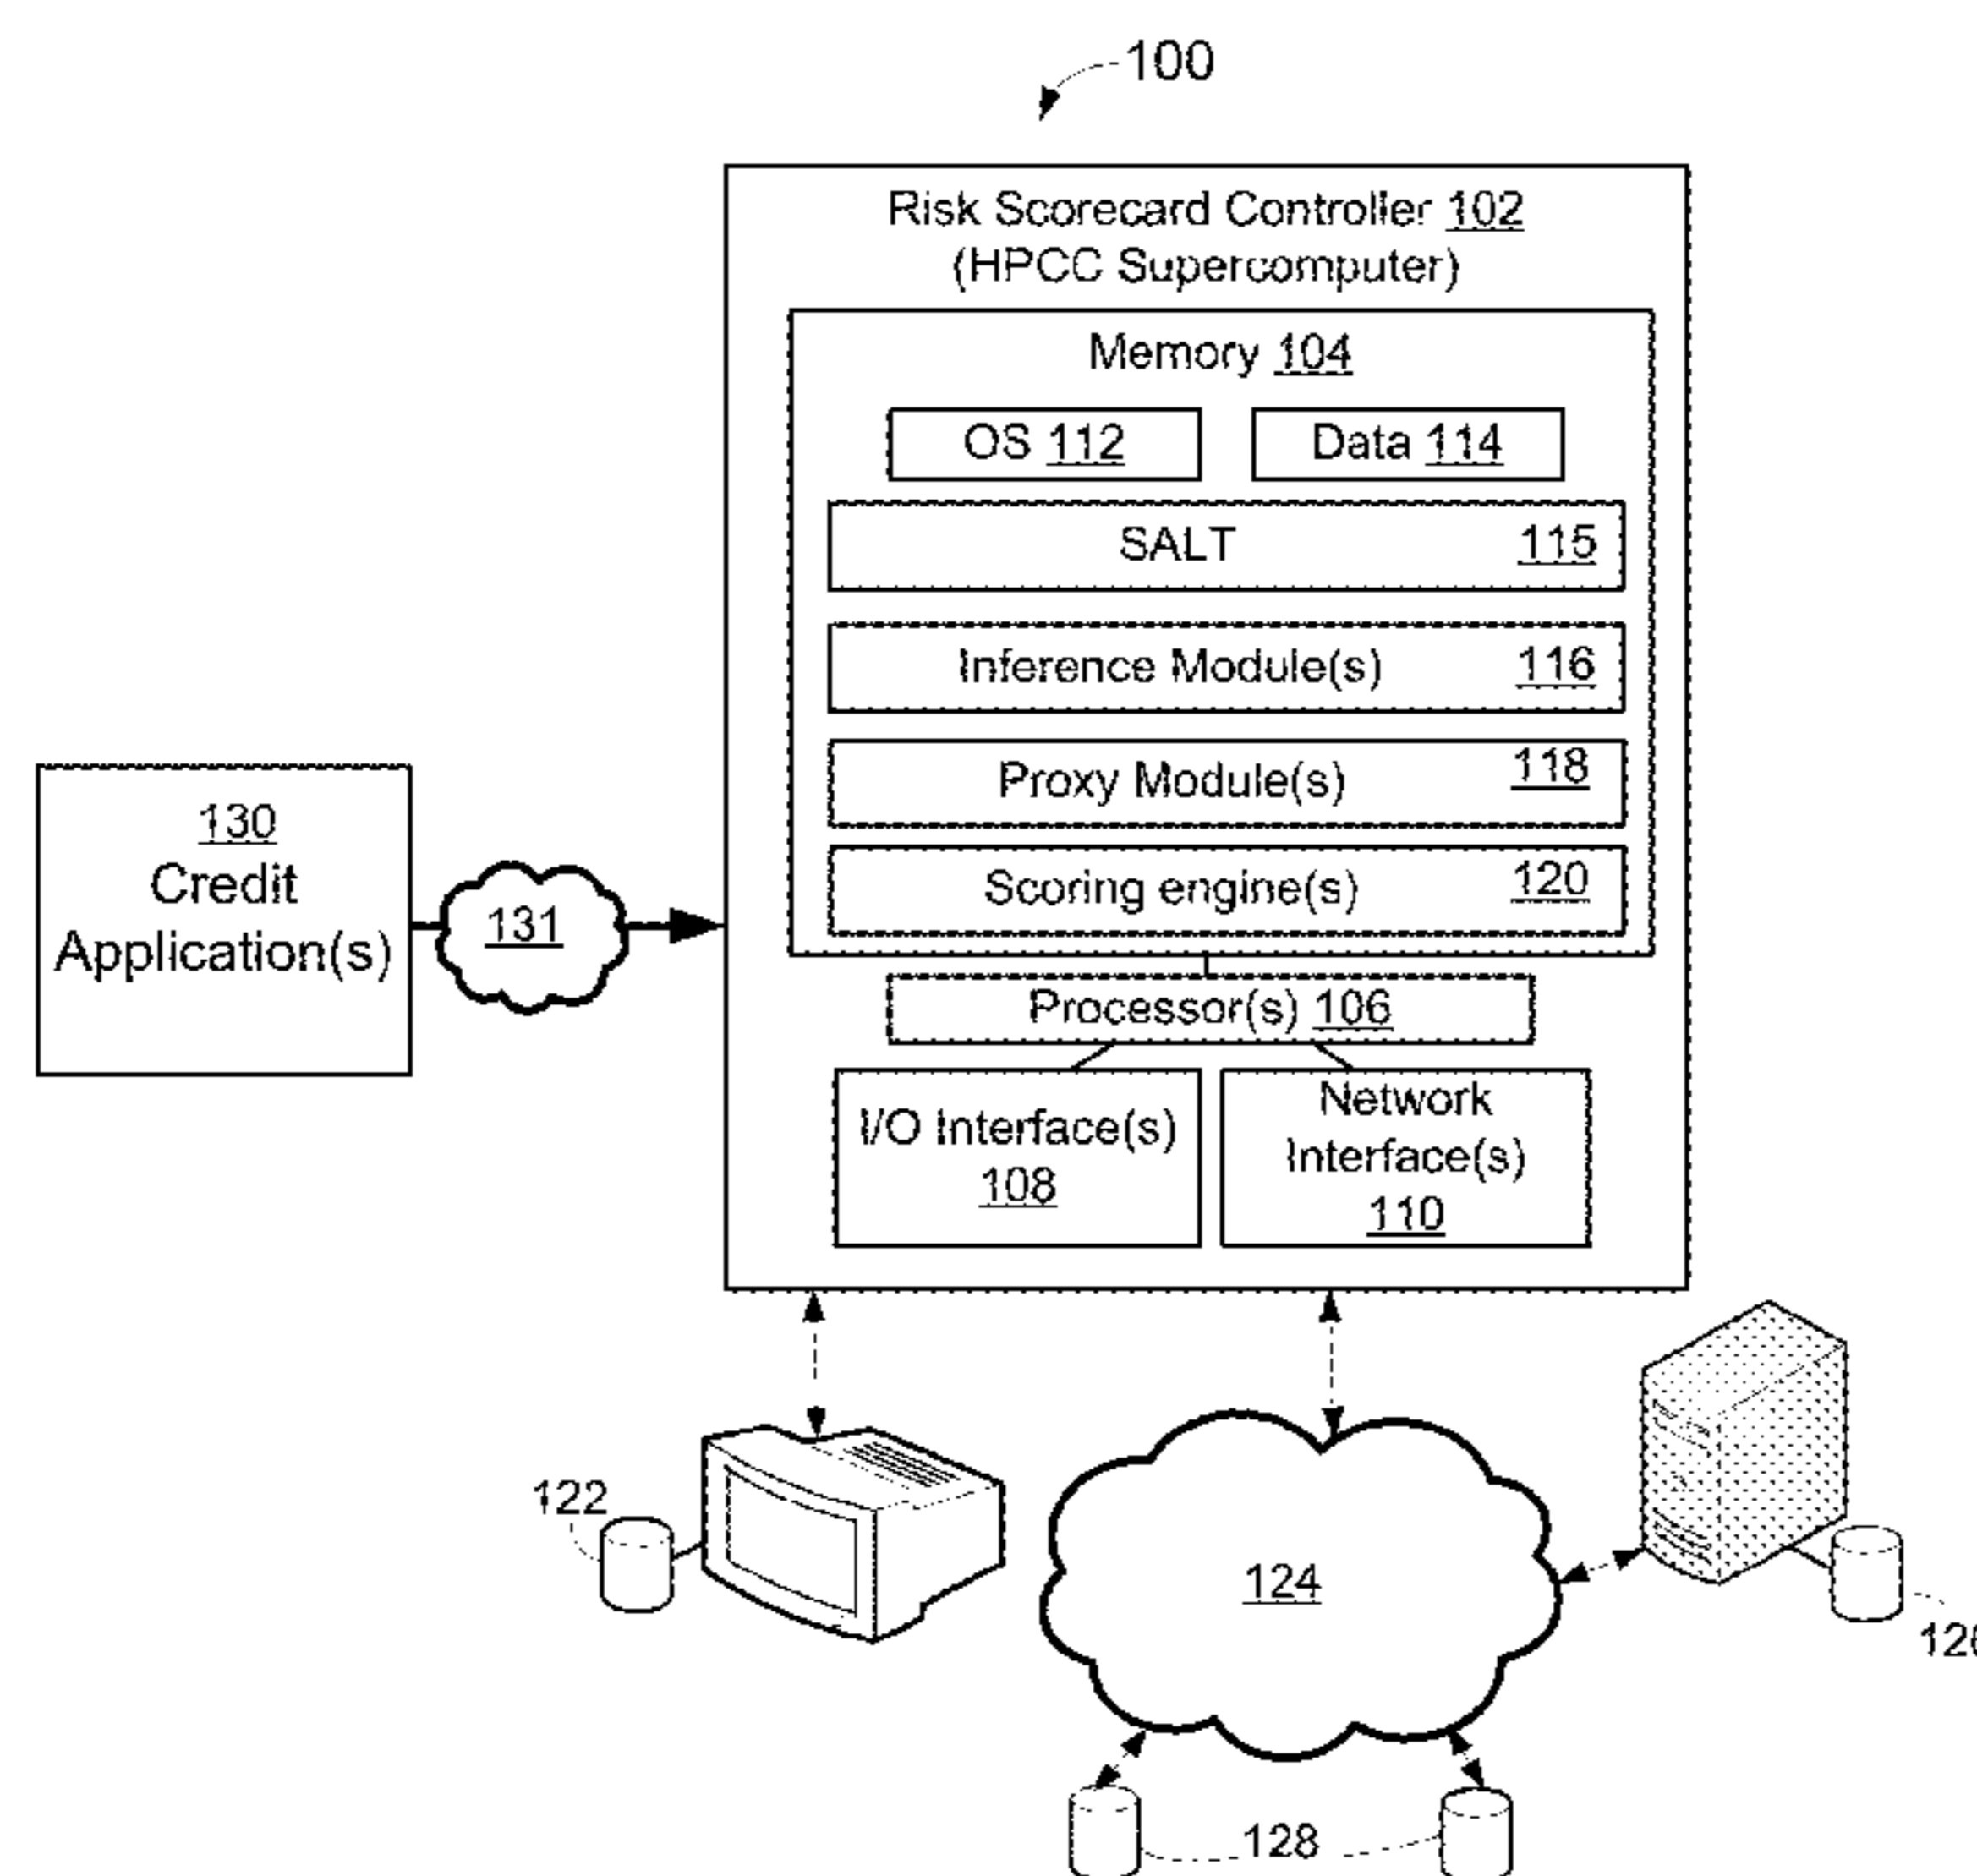 100
Risk Scorecard Controller 102
(HPCC Supercomputer)
Memory 104
OS 112
Data 114
SALT 115
Inference Module(s) 116
Proxy Module(s) 118
Scoring engine(s) 120
130
Credit
Application(s)
131
Processor(s) 106
I/O Interface(s)
108
Network
Interface(s)
110
122
124
128